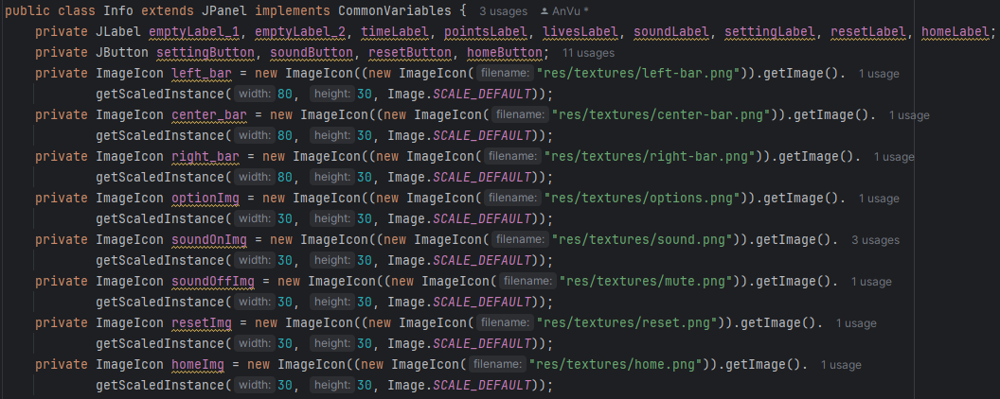 public class Info extends JPanel implements CommonVariables {  3 usages  AnVu *
    private JLabel emptyLabel_1, emptyLabel_2, timeLabel, pointsLabel, livesLabel, soundLabel, settingLabel, resetLabel, homeLabel;
    private JButton settingButton, soundButton, resetButton, homeButton;  11 usages
    private ImageIcon left_bar = new ImageIcon((new ImageIcon( filename: "res/textures/left-bar.png")).getImage().  1 usage
            getScaledInstance( width: 80, height: 30, Image.SCALE_DEFAULT));
    private ImageIcon center_bar = new ImageIcon((new ImageIcon( filename: "res/textures/center-bar.png")).getImage().  1 usage
            getScaledInstance( width: 80, height: 30, Image.SCALE_DEFAULT));
    private ImageIcon right_bar = new ImageIcon((new ImageIcon( filename: "res/textures/right-bar.png")).getImage().  1 usage
            getScaledInstance( width: 80, height: 30, Image.SCALE_DEFAULT));
    private ImageIcon optionImg = new ImageIcon((new ImageIcon( filename: "res/textures/options.png")).getImage().  1 usage
            getScaledInstance( width: 30, height: 30, Image.SCALE_DEFAULT));
    private ImageIcon soundOnImg = new ImageIcon((new ImageIcon( filename: "res/textures/sound.png")).getImage().  3 usages
            getScaledInstance( width: 30, height: 30, Image.SCALE_DEFAULT));
    private ImageIcon soundOffImg = new ImageIcon((new ImageIcon( filename: "res/textures/mute.png")).getImage().  1 usage
            getScaledInstance( width: 30, height: 30, Image.SCALE_DEFAULT));
    private ImageIcon resetImg = new ImageIcon((new ImageIcon( filename: "res/textures/reset.png")).getImage().  1 usage
            getScaledInstance( width: 30, height: 30, Image.SCALE_DEFAULT));
    private ImageIcon homeImg = new ImageIcon((new ImageIcon( filename: "res/textures/home.png")).getImage().  1 usage
            getScaledInstance( width: 30, height: 30, Image.SCALE_DEFAULT));